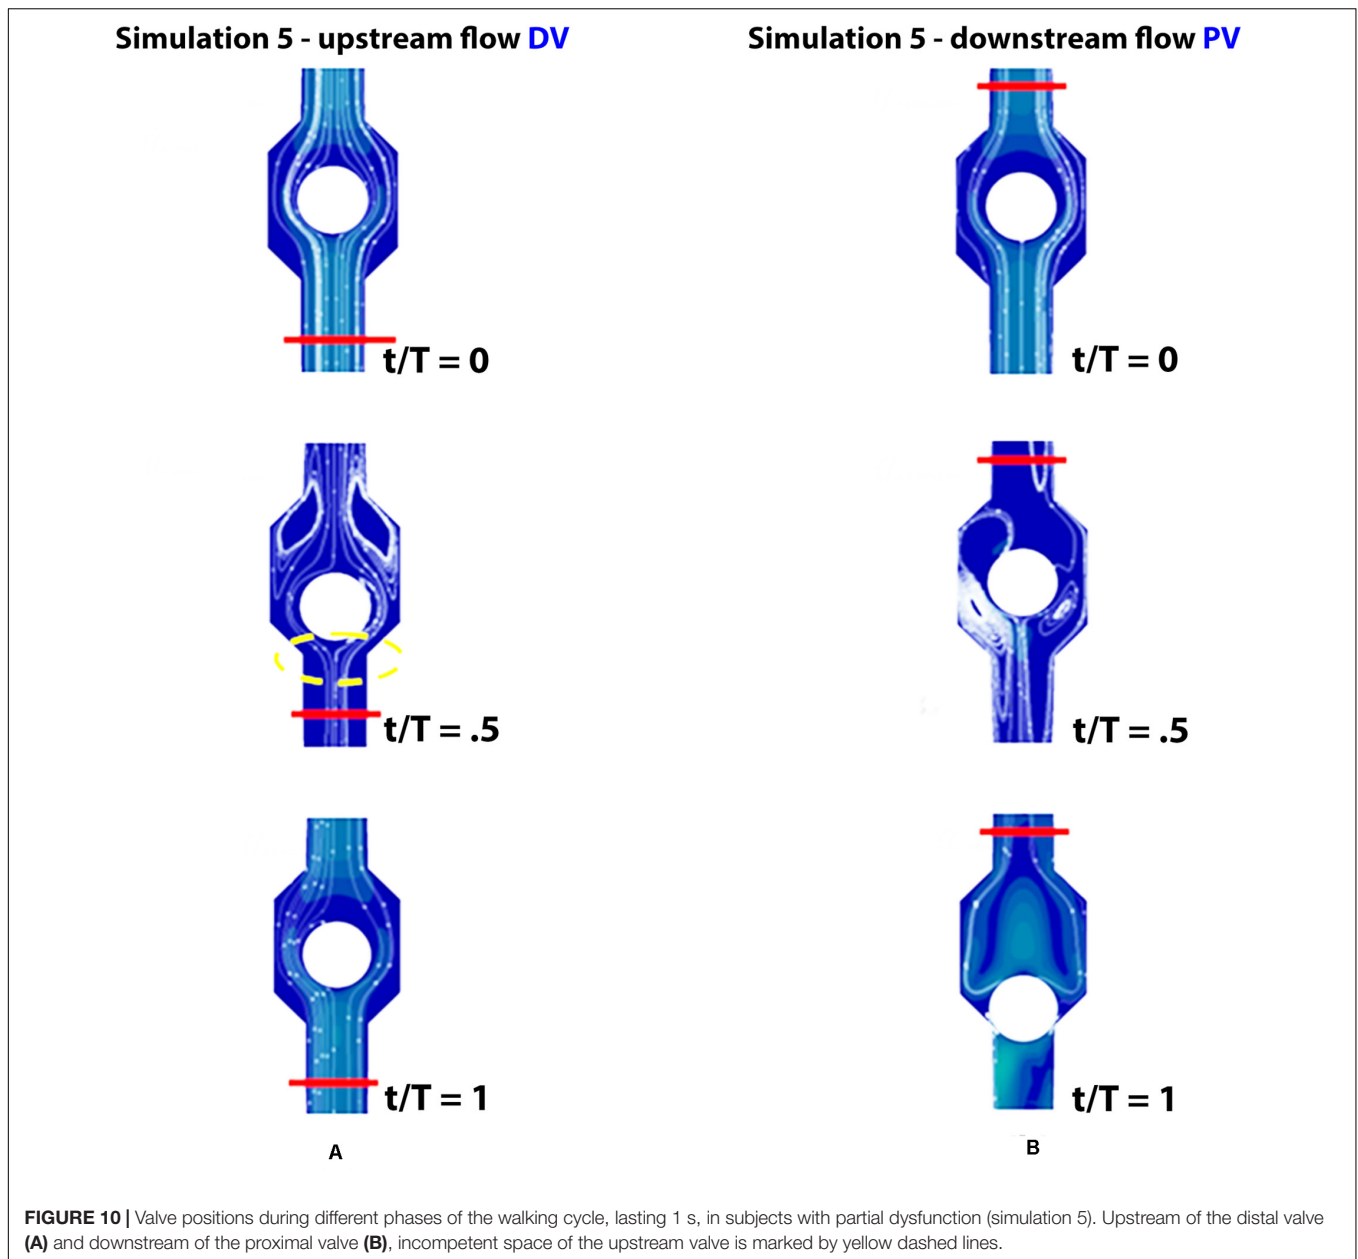 Simulation 5 - upstream flow DV
Simulation 5 - downstream flow PV
t/T = 0
t/T = 0
t/T = .5
t/T = .5
t/T = 1
t/T = 1
A
B
FIGURE 10 | Valve positions during different phases of the walking cycle, lasting 1 s, in subjects with partial dysfunction (simulation 5). Upstream of the distal valve
(A) and downstream of the proximal valve (B), incompetent space of the upstream valve is marked by yellow dashed lines.